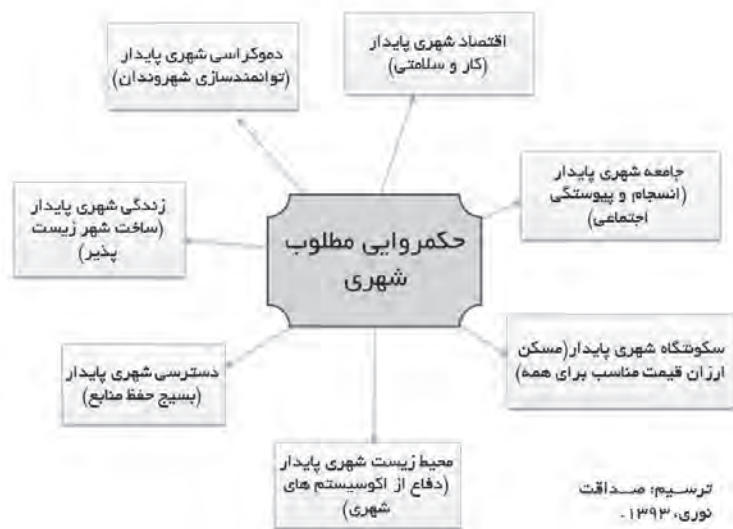 دموکراسی شهری پایدار
(توانمندسازی شهروندان)
اقتصاد شهری پایدار
(کار و سلامتی)
جامعه شهری پایدار
(انسجام و پیوستگی
اجتماعی)
زندگی شهری پایدار
(ساخت شهر زیست
پذیر)
حکمروایی مطلوب
شهری
سکونتگاه شهری پایدار(مسکن
ارزان قیمت مناسب برای همه)
دسترسی شهری پایدار
(بسیج حفظ منابع)
محیط زیست شهری پایدار
(دفاع از اکوسیستم های
شهری)
ترسیم: صداقت
نوری، ۱۳۹۳.